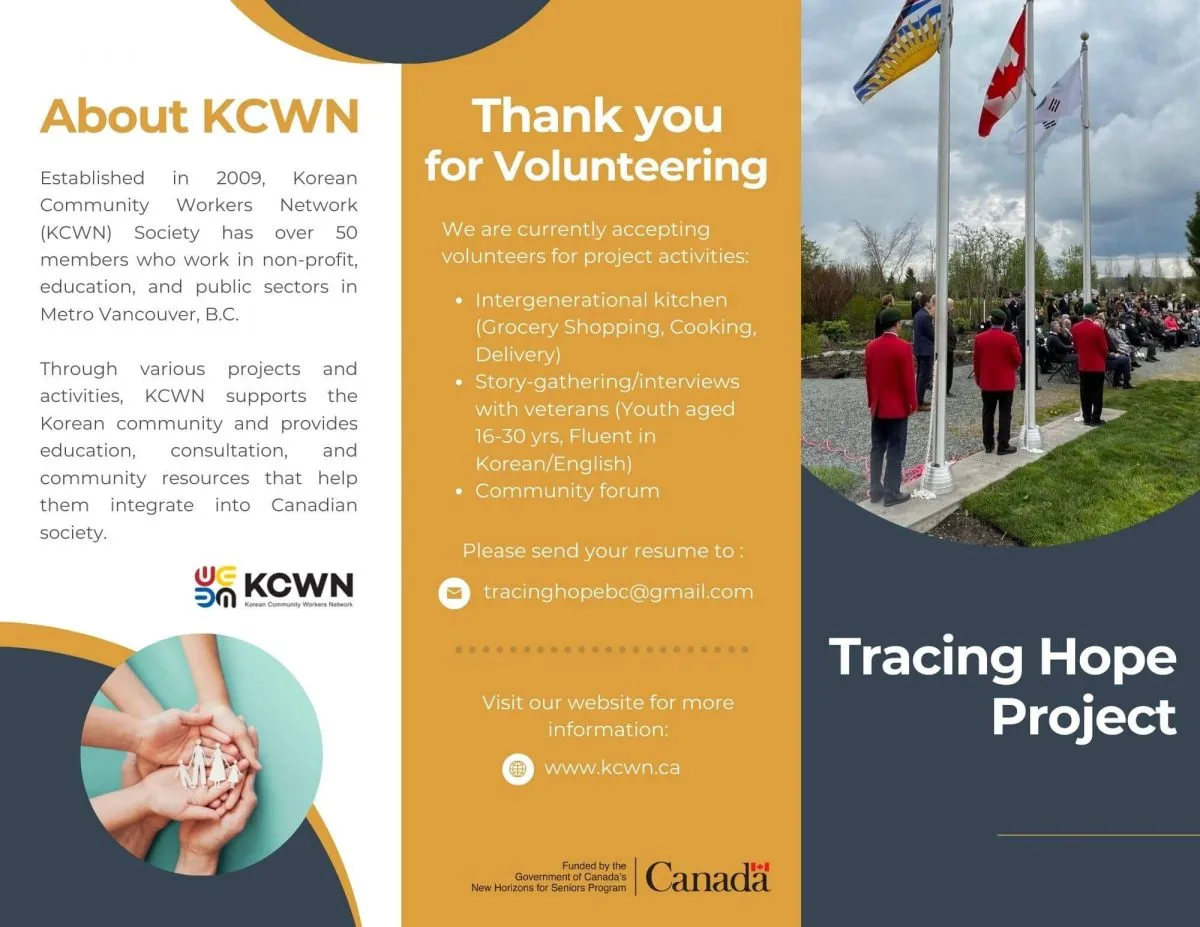 About KCWN
Established in 2009, Korean
Community Workers Network
(KCWN) Society has over 50
members who work in non-profit,
education, and public sectors in
Metro Vancouver, B.C.
Through various projects and
activities, KCWN supports the
Korean community and provides
education, consultation, and
community resources that help
them integrate into Canadian
society.
KCWN
Korean Community Workers Network
Thank you
for Volunteering
We are currently accepting
volunteers for project activities:
• Intergenerational kitchen
(Grocery Shopping, Cooking,
Delivery)
• Story-gathering/interviews
with veterans (Youth aged
16-30 yrs, Fluent in
Korean/English)
• Community forum
Please send your resume to :
tracinghopebc@gmail.com
Visit our website for more
information:
www.kcwn.ca
Funded by the
Government of Canada's
New Horizons for Seniors Program
Canada
Tracing Hope
Project